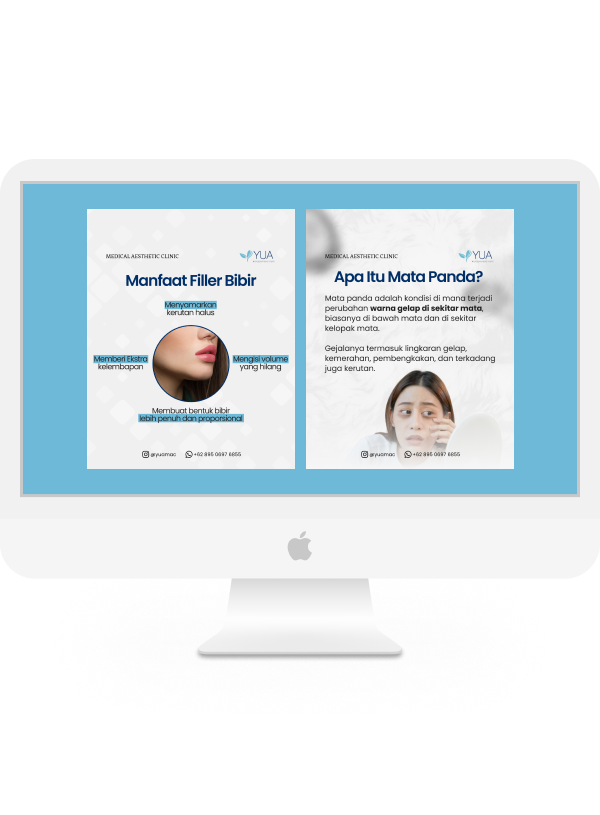 MEDICAL AESTHETIC CLINIC
YUA
Manfaat Filler Bibir
Menyamarkan
kerutan halus
Memberi Ekstra
kelembapan
Mengisi volume
yang hilang
Membuat bentuk bibir
lebih penuh dan proporsional
@yuamac +62 895 0697 6855
MEDICAL AESTHETIC CLINIC
YUA
Apa Itu Mata Panda?
Mata panda adalah kondisi di mana terjadi
perubahan warna gelap di sekitar mata,
biasanya di bawah mata dan di sekitar
kelopak mata.
Gejalanya termasuk lingkaran gelap,
kemerahan, pembengkakan, dan terkadang
juga kerutan.
@yuamac +62 895 0697 6855